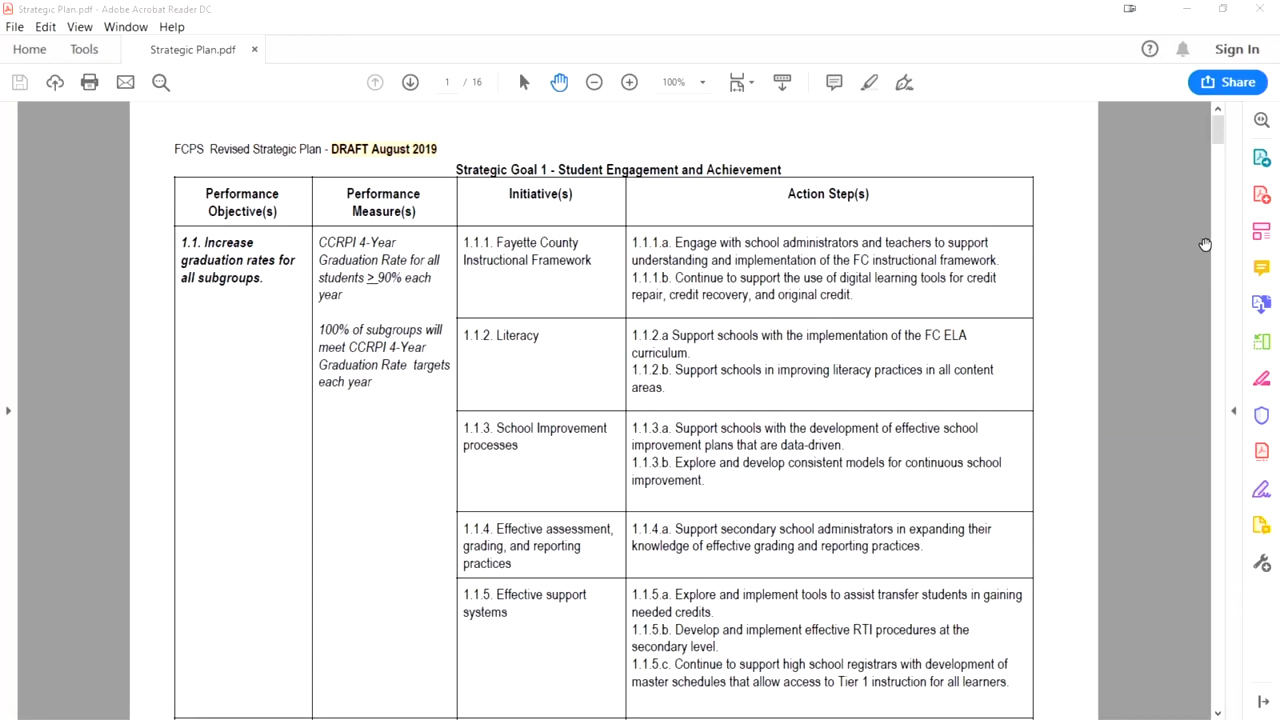 Strategic Plan.pdf - Adobe Acrobat Reader DC
File Edit View Window Help
Home Tools Strategic Plan.pdf × Sign In
1 / 16 100% Share
FCPS Revised Strategic Plan - DRAFT August 2019
Strategic Goal 1 - Student Engagement and Achievement
Performance
Objective(s)
Performance
Measure(s)
Initiative(s)
Action Step(s)
1.1. Increase
graduation rates for
all subgroups.
CCRPI 4-Year
Graduation Rate for all
students ≥ 90% each
year
100% of subgroups will
meet CCRPI 4-Year
Graduation Rate targets
each year
1.1.1. Fayette County
Instructional Framework
1.1.1.a. Engage with school administrators and teachers to support
understanding and implementation of the FC instructional framework.
1.1.1.b. Continue to support the use of digital learning tools for credit
repair, credit recovery, and original credit.
1.1.2. Literacy
1.1.2.a Support schools with the implementation of the FC ELA
curriculum.
1.1.2.b. Support schools in improving literacy practices in all content
areas.
1.1.3. School Improvement
processes
1.1.3.a. Support schools with the development of effective school
improvement plans that are data-driven.
1.1.3.b. Explore and develop consistent models for continuous school
improvement.
1.1.4. Effective assessment,
grading, and reporting
practices
1.1.4.a. Support secondary school administrators in expanding their
knowledge of effective grading and reporting practices.
1.1.5. Effective support
systems
1.1.5.a. Explore and implement tools to assist transfer students in gaining
needed credits.
1.1.5.b. Develop and implement effective RTI procedures at the
secondary level.
1.1.5.c. Continue to support high school registrars with development of
master schedules that allow access to Tier 1 instruction for all learners.